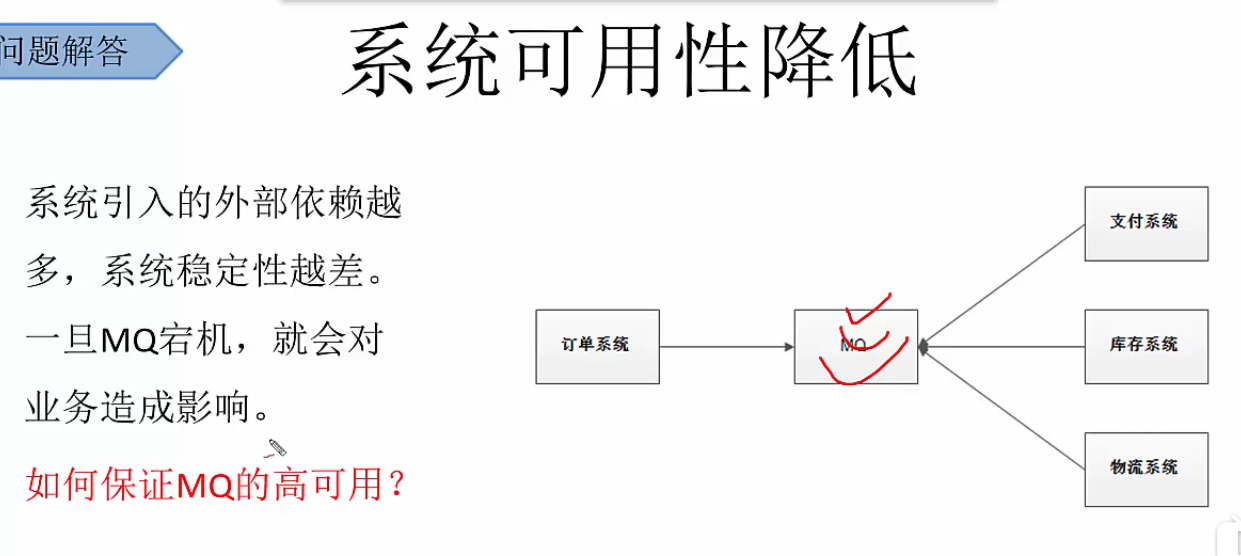 问题解答
系统可用性降低
系统引入的外部依赖越
多，系统稳定性越差。
一旦MQ宕机，就会对
业务造成影响。
如何保证MQ的高可用？
支付系统
订单系统
MQ
库存系统
物流系统